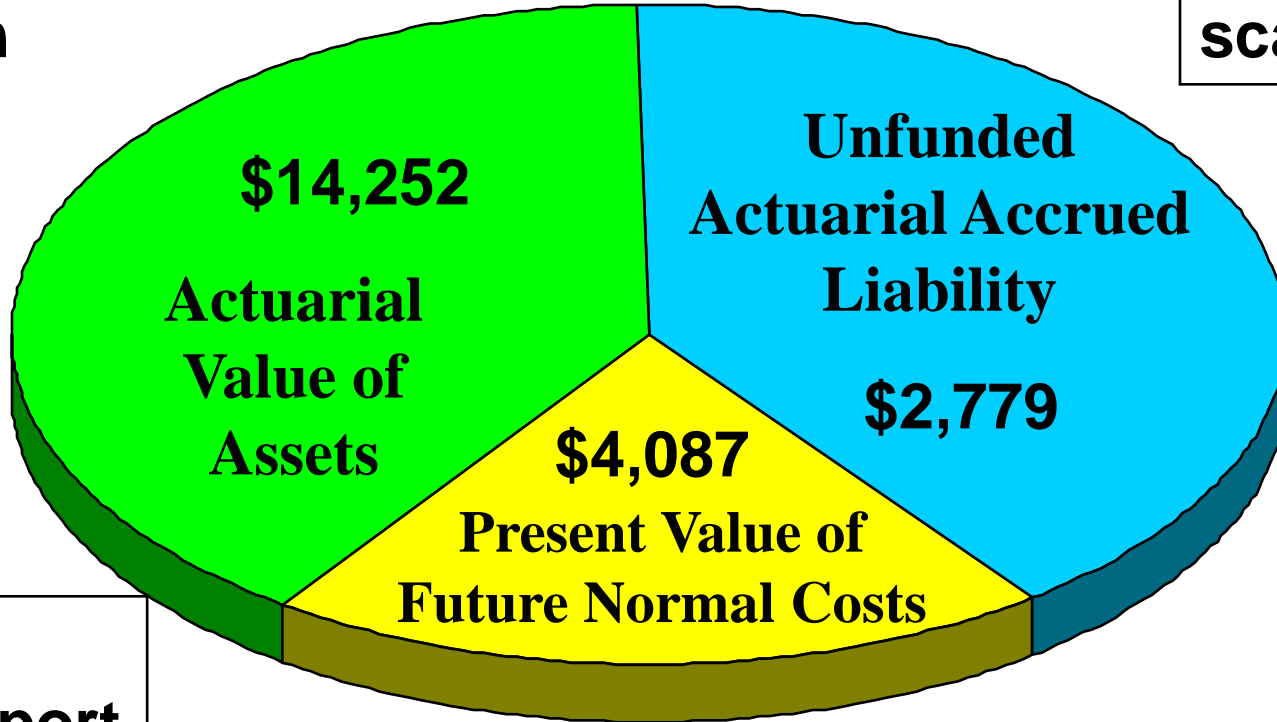 $14,252
Actuarial
Value of
Assets
Unfunded
Actuarial Accrued
Liability
$2,779
$4,087
Present Value of
Future Normal Costs